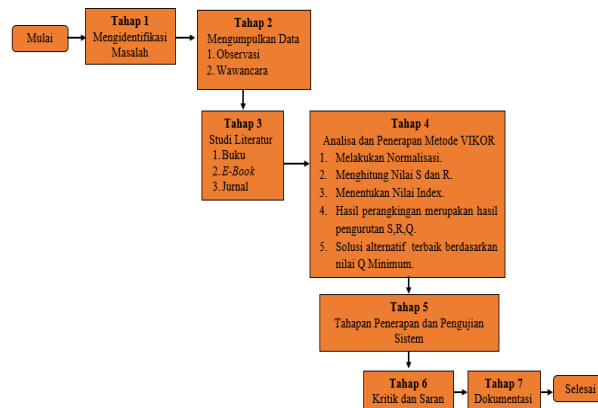 Mulai
Tahap 1
Mengidentifikasi
Masalah
Tahap 2
Mengumpulkan Data
1. Observasi
2. Wawancara
Tahap 3
Studi Literatur
1. Buku
2. E-Book
3. Jurnal
Tahap 4
Analisa dan Penerapan Metode VIKOR
1. Melakukan Normalisasi.
2. Menghitung Nilai S dan R.
3. Menentukan Nilai Index.
4. Hasil perangkingan merupakan hasil
pengurutan S,R,Q.
5. Solusi alternatif terbaik berdasarkan
nilai Q Minimum.
Tahap 5
Tahapan Penerapan dan Pengujian
Sistem
Tahap 6
Kritik dan Saran
Tahap 7
Dokumentasi
Selesai